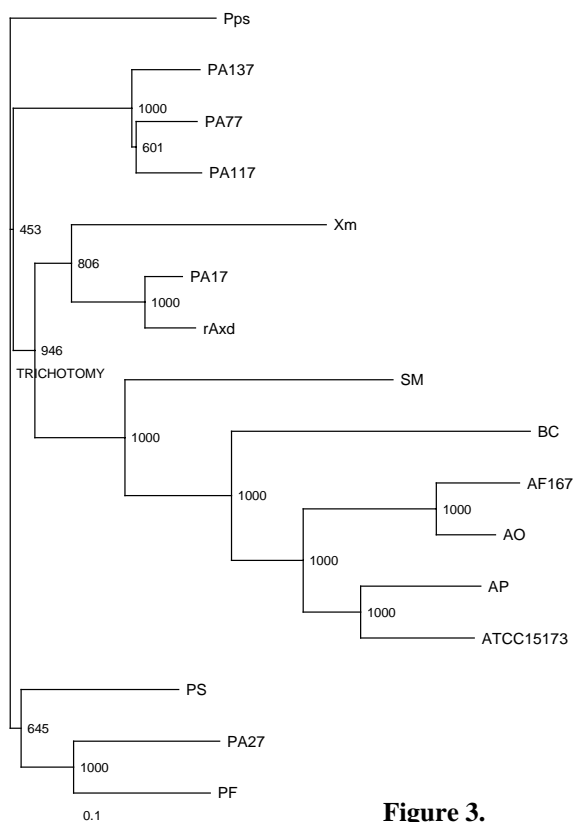 Pps
PA137
1000
PA77
601
PA117
Xm
453
806
PA17
1000
rAxd
946
TRICHOTOMY
SM
1000
BC
AF167
1000
1000
AO
1000
AP
1000
ATCC15173
PS
645
PA27
1000
PF
0.1
Figure 3.